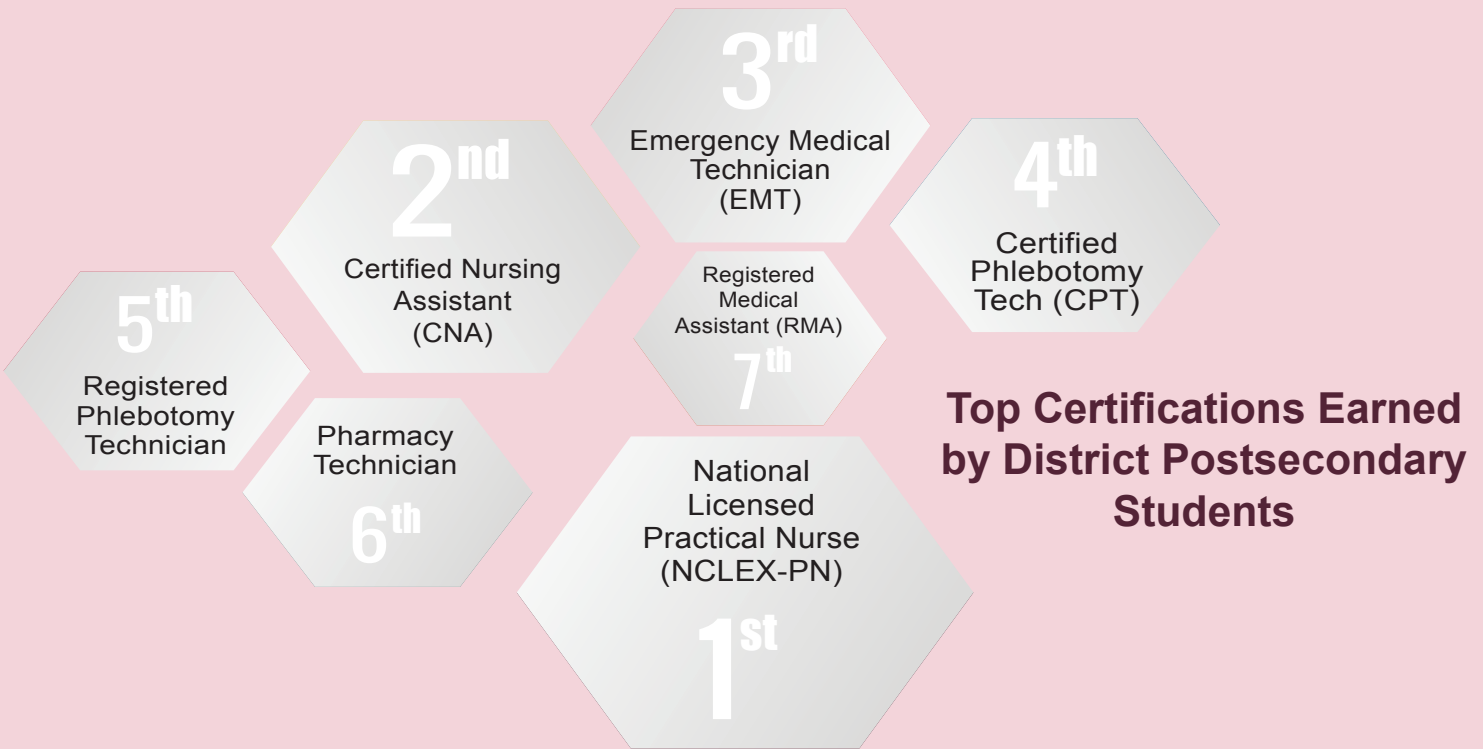 3rd
Emergency Medical
Technician
(EMT)
2nd
Certified Nursing
Assistant
(CNA)
4th
Certified
Phlebotomy
Tech (CPT)
5th
Registered
Phlebotomy
Technician
Registered
Medical
Assistant (RMA)
7th
Pharmacy
Technician
6th
National
Licensed
Practical Nurse
(NCLEX-PN)
1st
Top Certifications Earned
by District Postsecondary
Students